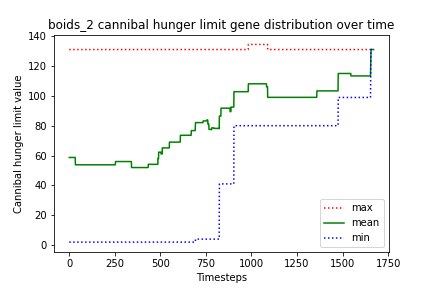 boids_2 cannibal hunger limit gene distribution over time
Cannibal hunger limit value
140
120
100
80
60
40
20
0
0
250
500
750
1000
1250
1500
1750
Timesteps
max
mean
min